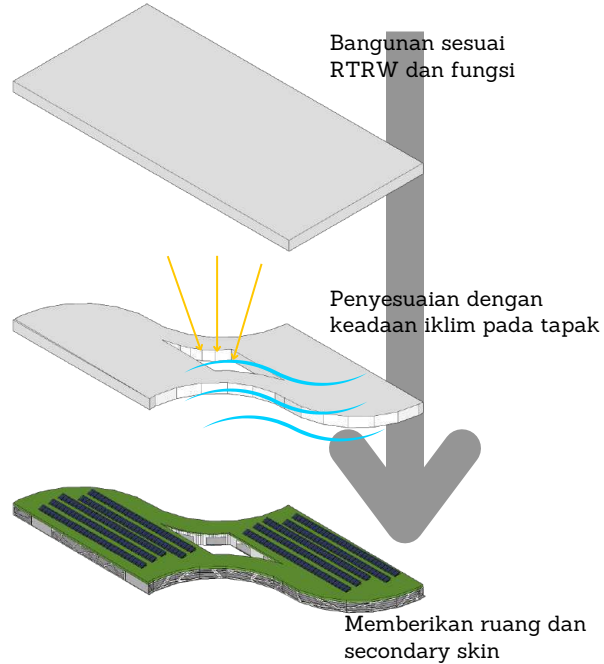 Bangunan sesuai
RTRW dan fungsi
Penyesuaian dengan
keadaan iklim pada tapak
Memberikan ruang dan
secondary skin